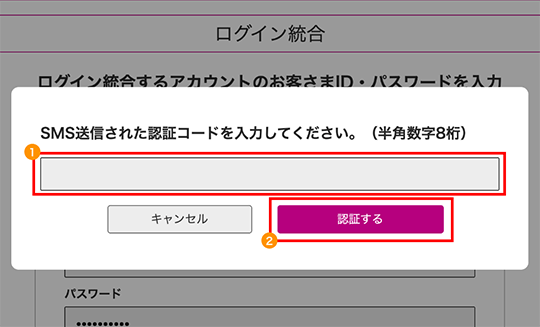 ログイン統合
ログイン統合するアカウントのお客さまID・パスワードを入力
SMS送信された認証コードを入力してください。（半角数字8桁）
1
キャンセル
認証する
2
パスワード
••••••••••